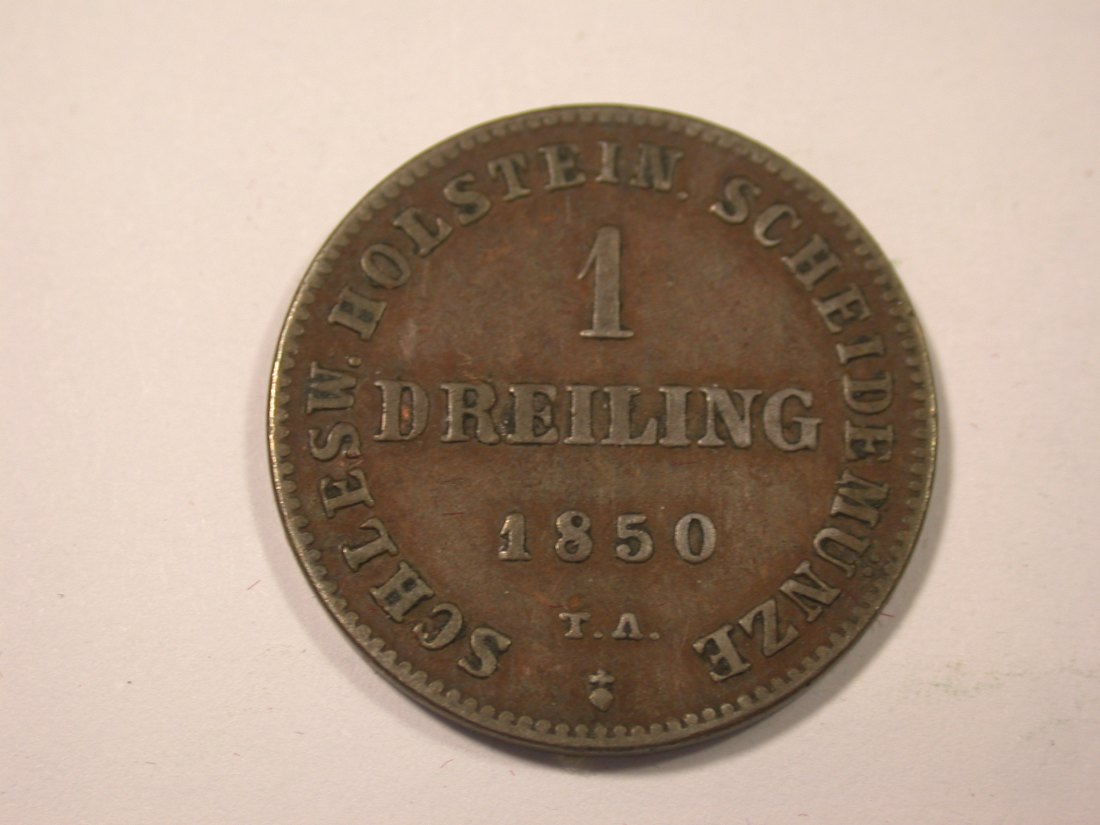 SCHLESW. HOLSTEIN. SCHEIDEMÜNZE
1
DREILING
1850
T.A.